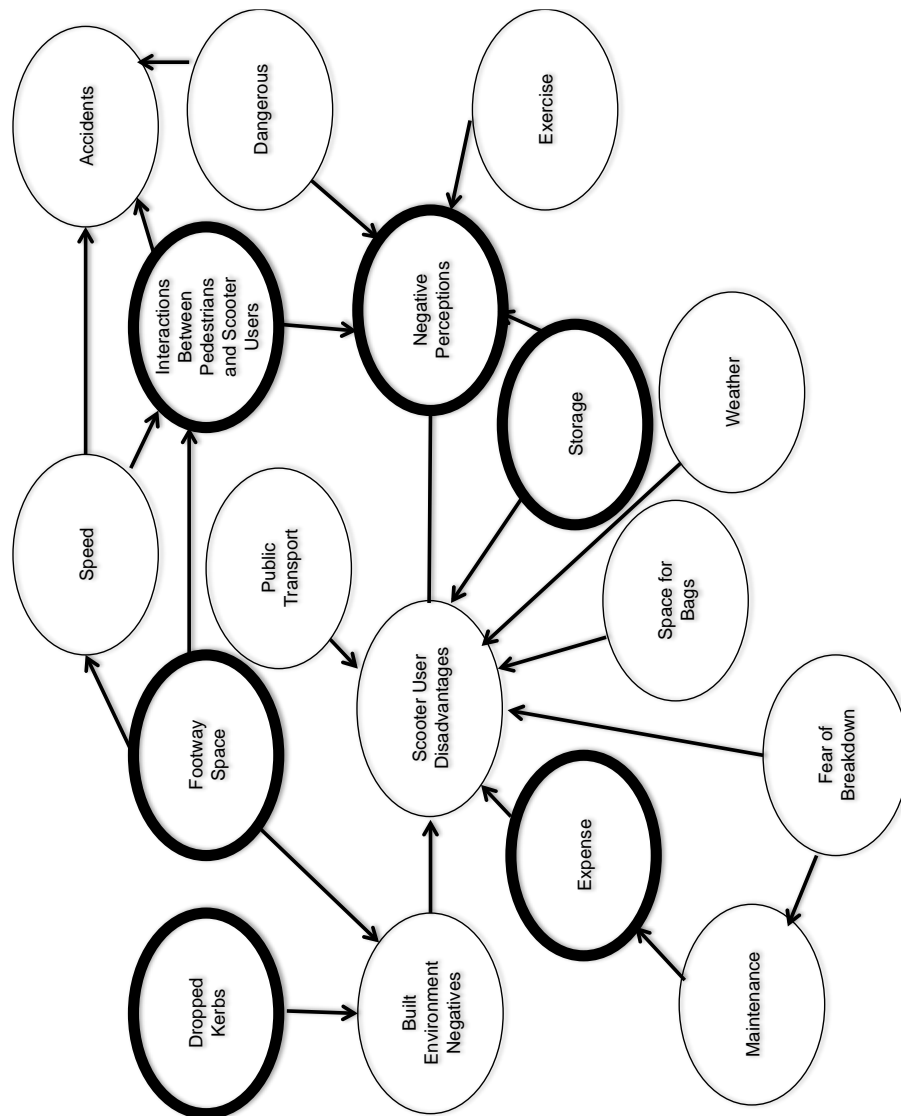 Speed
Accidents
Dropped
Kerbs
Footway
Space
Interactions
Between
Pedestrians
and Scooter
Users
Dangerous
Public
Transport
Built
Environment
Negatives
Scooter User
Disadvantages
Negative
Perceptions
Exercise
Expense
Storage
Space for
Bags
Maintenance
Weather
Fear of
Breakdown